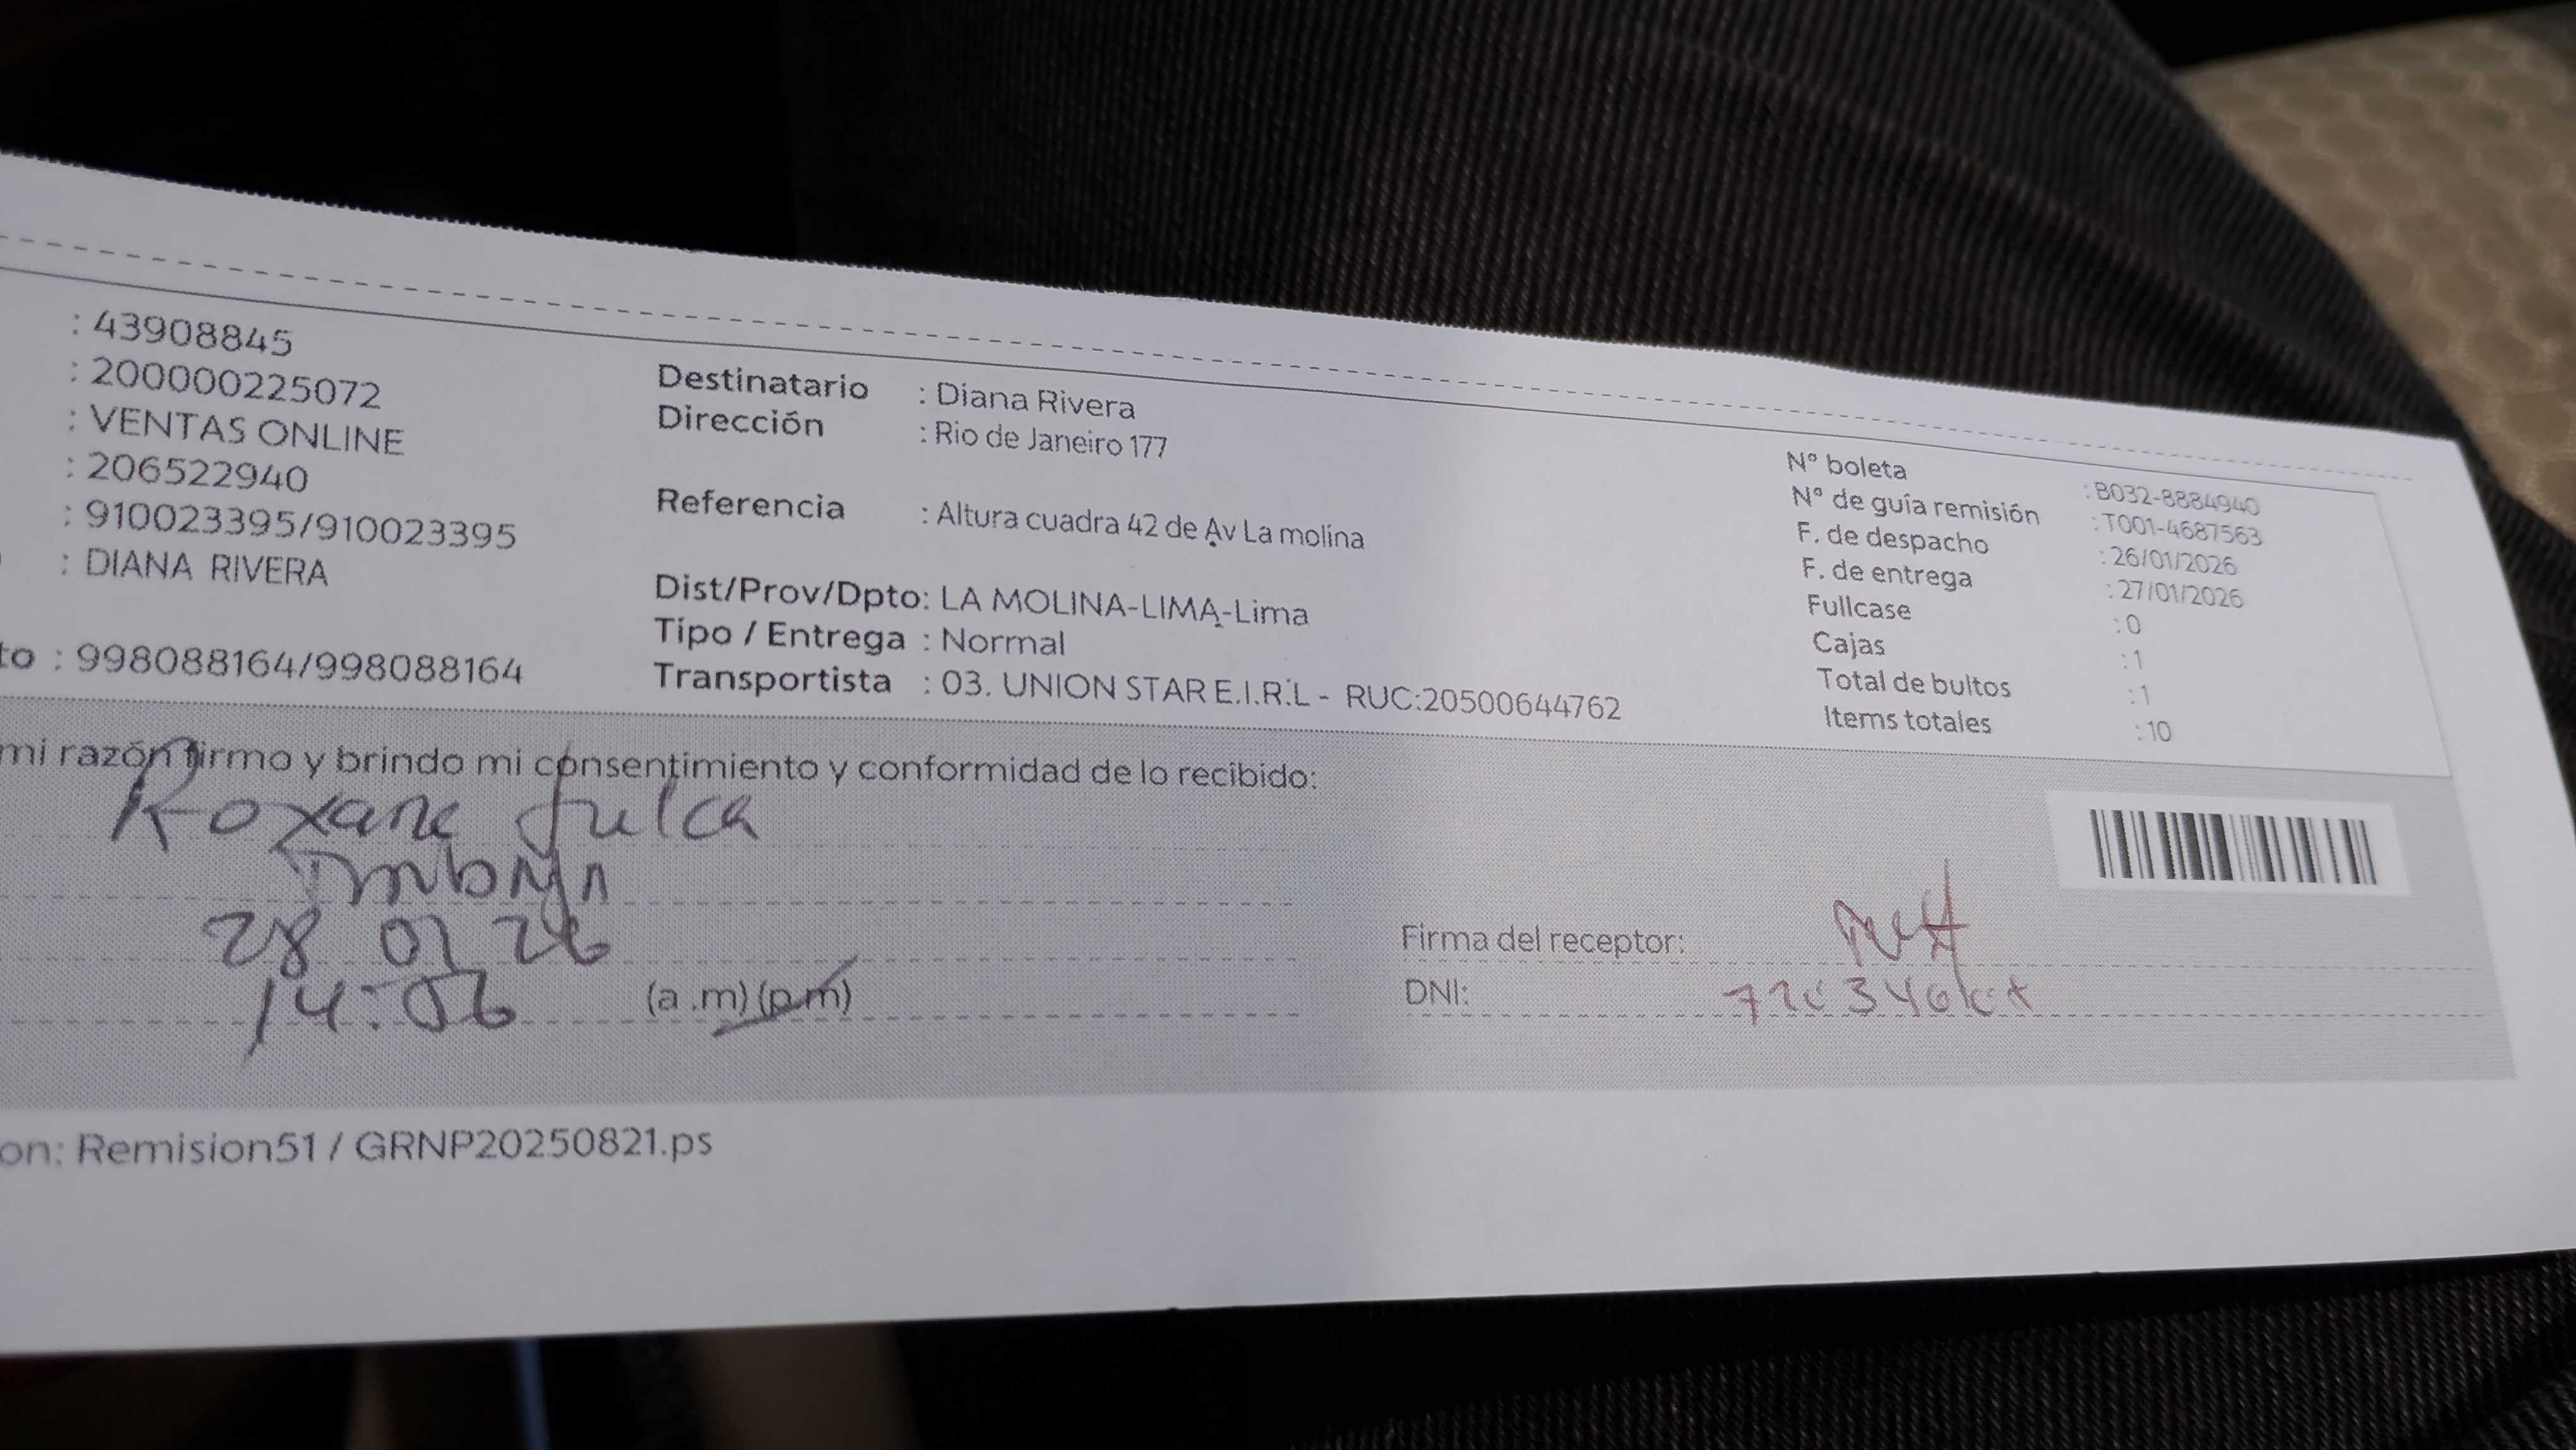 : 43908845
: 200000225072
: VENTAS ONLINE
: 206522940
: 910023395/910023395
: DIANA RIVERA
to : 998088164/998088164
Destinatario : Diana Rivera
Dirección : Rio de Janeiro 177
Referencia : Altura cuadra 42 de Av La molina
Dist/Prov/Dpto: LA MOLINA-LIMA-Lima
Tipo / Entrega : Normal
Transportista : 03. UNION STAR E.I.R.L - RUC:20500644762
N° boleta : B032-8884940
N° de guía remisión : T001-4687563
F. de despacho : 26/01/2026
F. de entrega : 27/01/2026
Fullcase : 0
Cajas : 1
Total de bultos : 1
Items totales : 10
mi razón firmo y brindo mi consentimiento y conformidad de lo recibido:
Roxane Julca
28 01 26
14:06 (a .m) (p.m)
Firma del receptor:
DNI:
on: Remision51 / GRNP20250821.ps